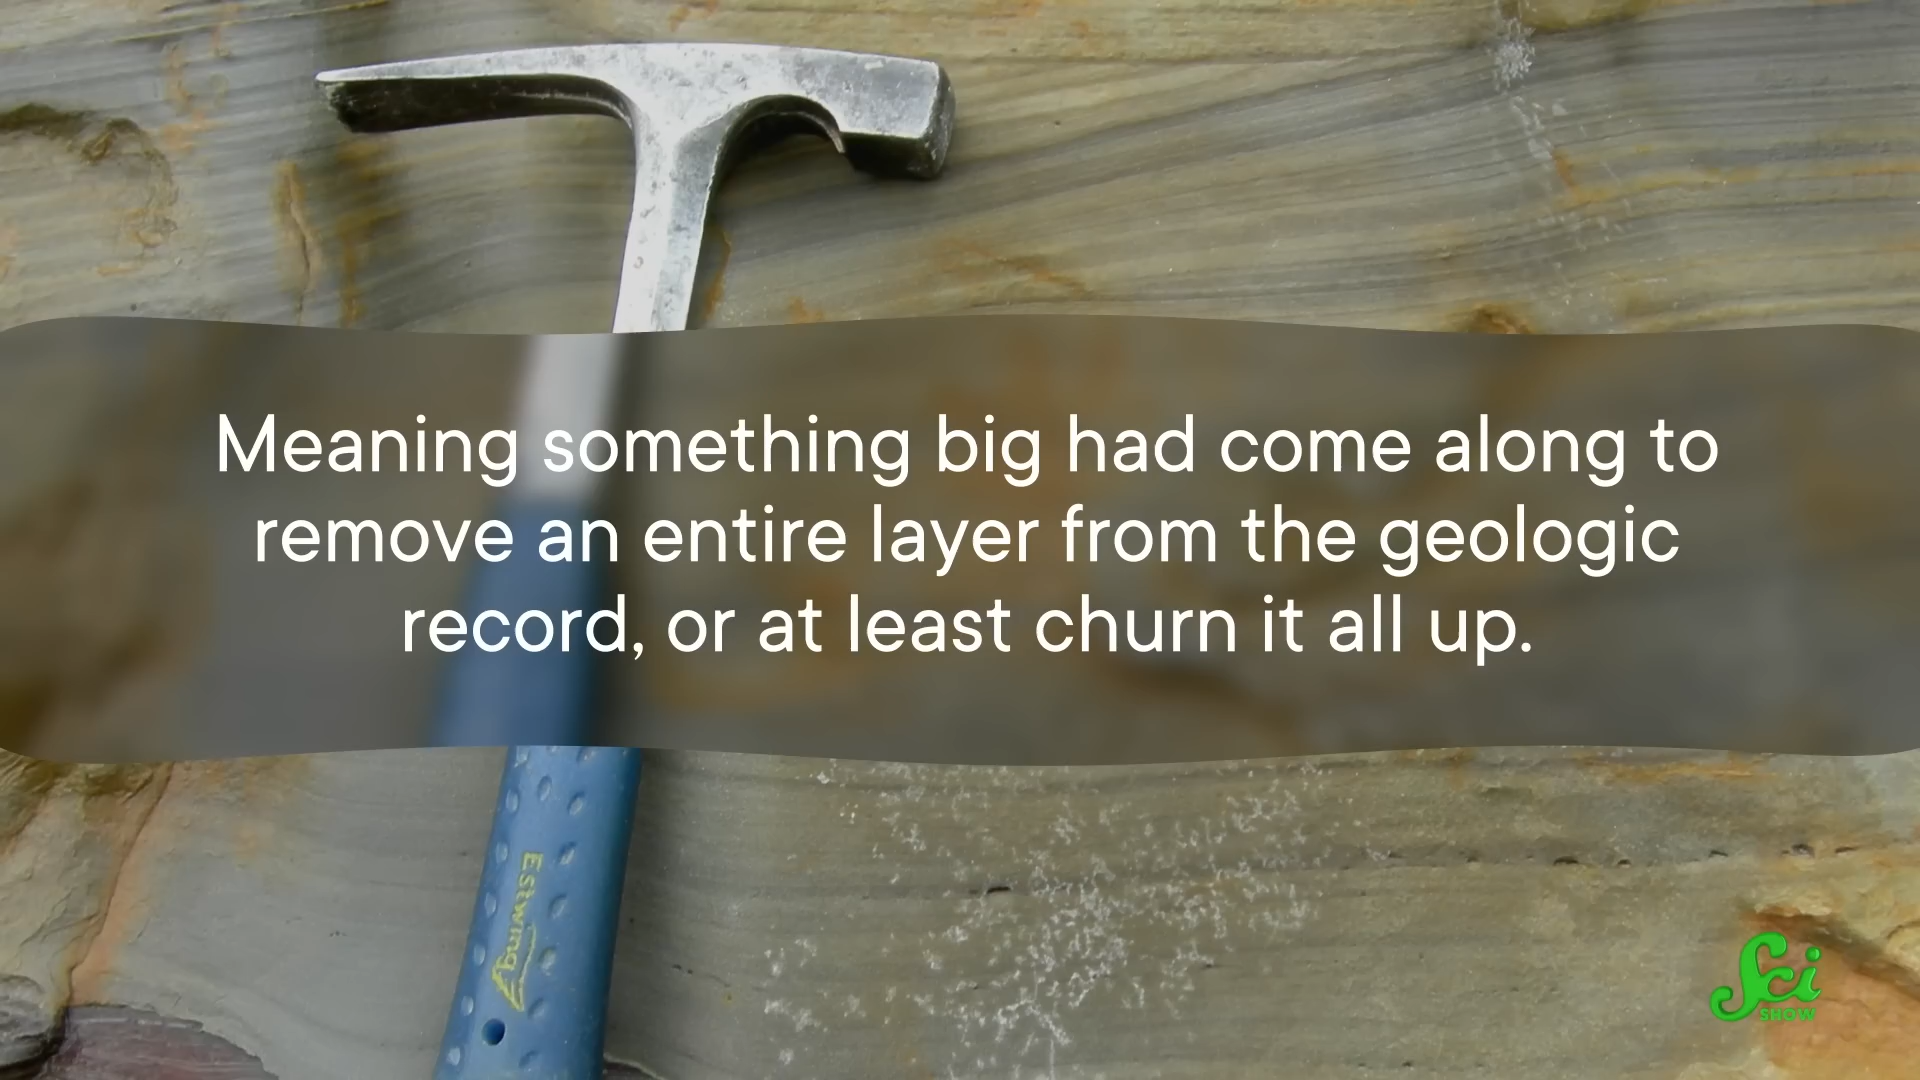 Meaning something big had come along to
remove an entire layer from the geologic
record, or at least churn it all up.
Estwing
Sci
SHOW